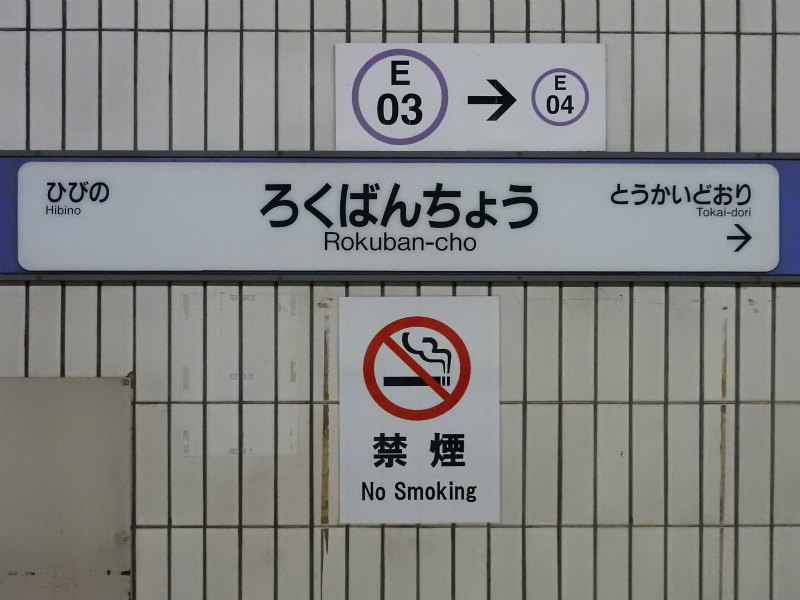 E
03
→
E
04
ひびの
Hibino
ろくばんちょう
Rokuban-cho
とうかいどおり
Tokai-dori
→
禁煙
No Smoking